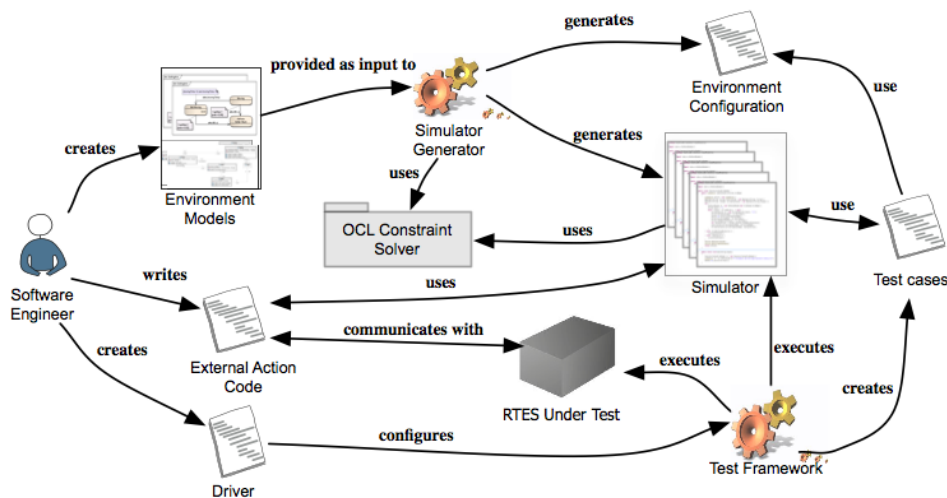 generates
provided as input to
Environment
Configuration
use
creates
Simulator
Generator
generates
Environment
Models
uses
OCL Constraint
Solver
uses
use
Test cases
Software
Engineer
writes
uses
Simulator
External Action
Code
communicates with
creates
RTES Under Test
executes
executes
creates
configures
Test Framework
Driver